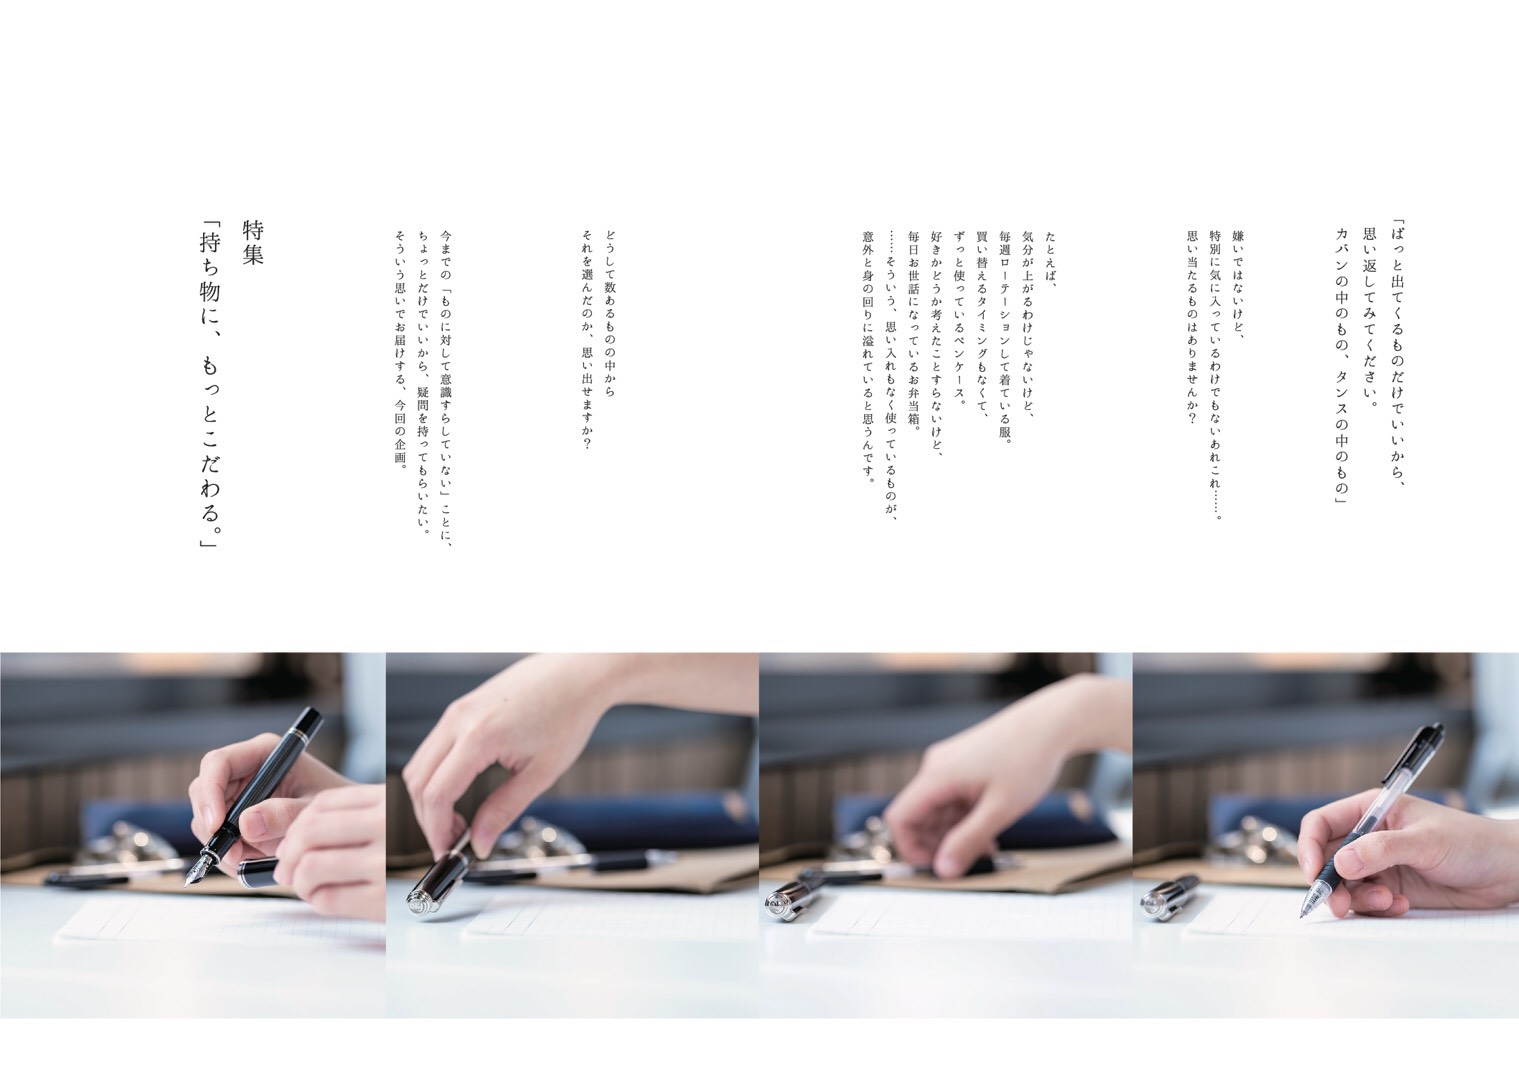 「ぱっと出てくるものだけでいいから、
思い返してみてください。
カバンの中のもの、タンスの中のもの」
嫌いではないけど、
特別に気に入っているわけでもないあれこれ……。
思い当たるものはありませんか?
たとえば、
気分が上がるわけじゃないけど、
毎週ローテーションして着ている服。
買い替えるタイミングもなくて、
ずっと使っているペンケース。
好きかどうか考えたことすらないけど、
毎日お世話になっているお弁当箱。
……そういう、思い入れもなく使っているものが、
意外と身の回りに溢れていると思うんです。
どうして数あるものの中から
それを選んだのか、思い出せますか?
今までの「ものに対して意識すらしていない」ことに、
ちょっとだけでいいから、疑問を持ってもらいたい。
そういう思いでお届けする、今回の企画。
特集
「持ち物に、もっとこだわる。」